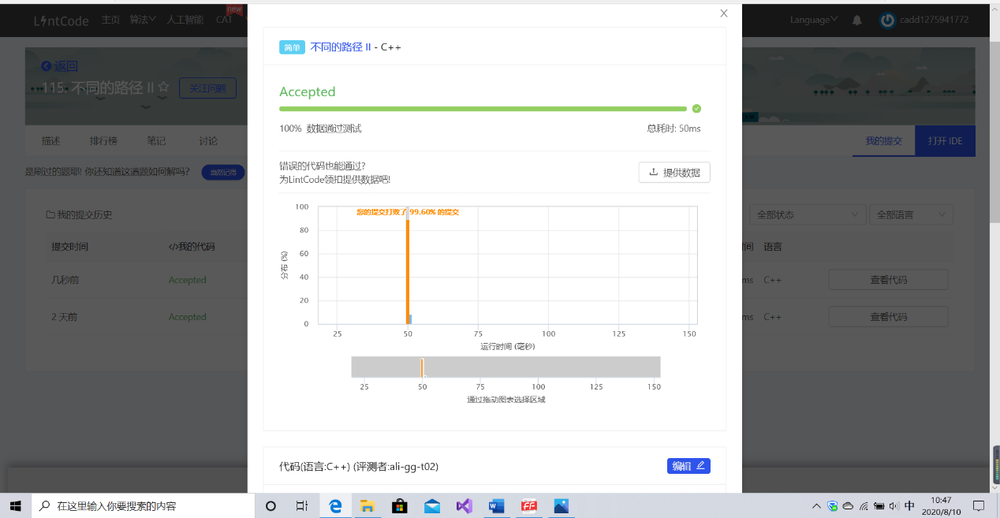 LintCode 主页 算法 人工智能 CAT new Language cadd1275941772
简单 不同的路径 II - C++
返回
115. 不同的路径 II 关注问题
Accepted
100% 数据通过测试 总耗时: 50ms
描述 排行榜 笔记 讨论 我的提交 打开 IDE
是刷过的题耶! 你还知道这道题如何解吗? 当然记得
错误的代码也能通过?
为LintCode领扣提供数据吧!
提供数据
您的提交打败了 99.60% 的提交
100
80
60
40
20
0
分布 (%)
25 50 75 100 125 150
运行时间 (毫秒)
25 50 75 100 125 150
通过拖动图表选择区域
我的提交历史 全部状态 全部语言
提交时间 </>我的代码 间 语言
几秒前 Accepted ms C++ 查看代码
2 天前 Accepted ms C++ 查看代码
代码(语言:C++) (评测者:ali-gg-t02) 编辑
在这里输入你要搜索的内容
中 10:47
2020/8/10